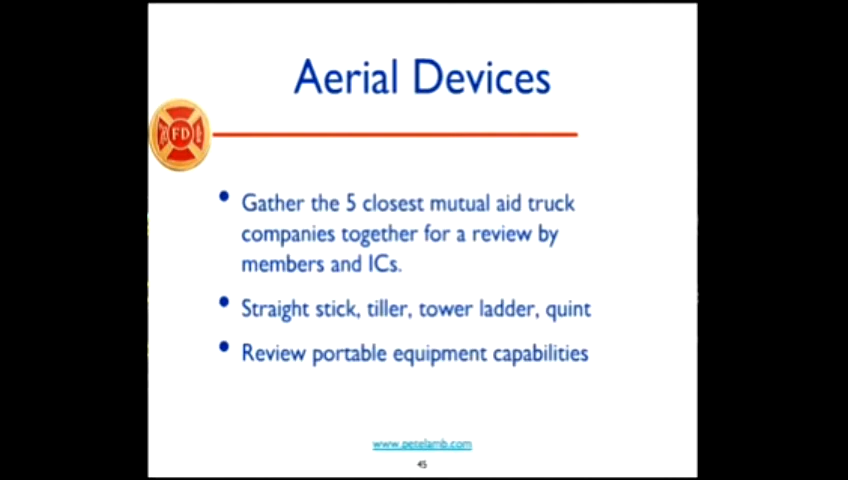 Aerial Devices
FD
• Gather the 5 closest mutual aid truck
companies together for a review by
members and ICs.
• Straight stick, tiller, tower ladder, quint
• Review portable equipment capabilities
www.petelamb.com
45